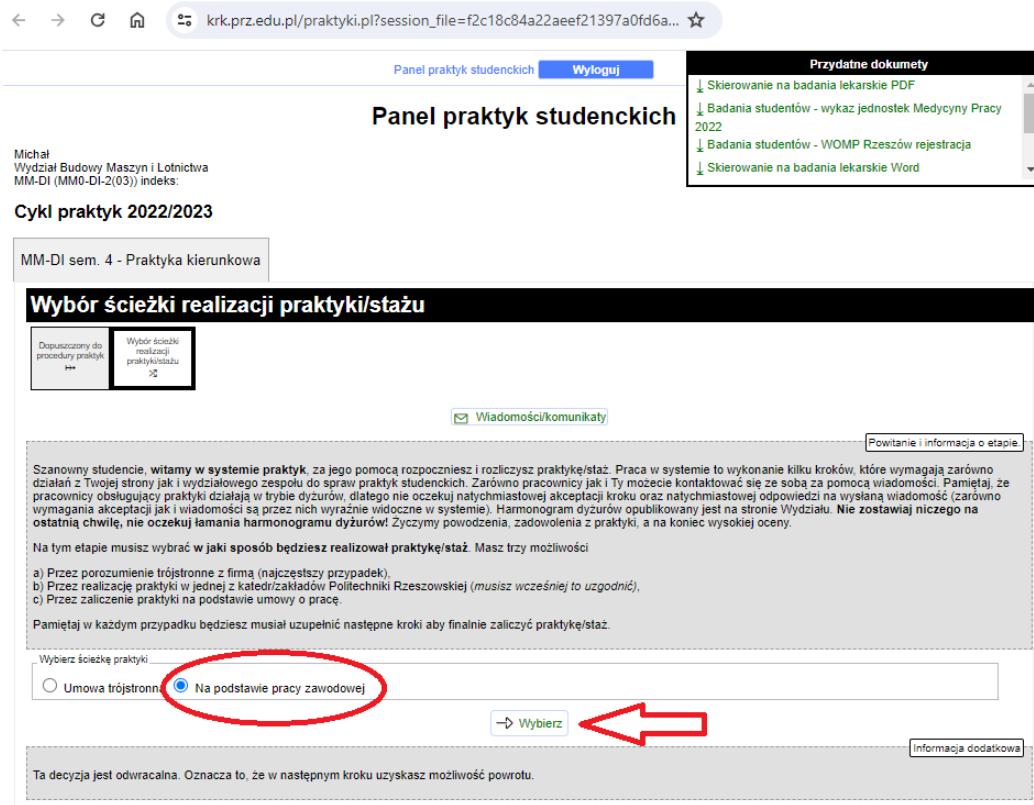 krk.prz.edu.pl/praktyki.pl?session_file=f2c18c84a22aeef21397a0fd6a...
Panel praktyk studenckich Wyloguj
Przydatne dokumety
Skierowanie na badania lekarskie PDF
Badania studentów - wykaz jednostek Medycyny Pracy
2022
Badania studentów - WOMP Rzeszów rejestracja
Skierowanie na badania lekarskie Word
Panel praktyk studenckich
Michał
Wydział Budowy Maszyn i Lotnictwa
MM-DI (MM0-DI-2(03)) indeks:
Cykl praktyk 2022/2023
MM-DI sem. 4 - Praktyka kierunkowa
Wybór ścieżki realizacji praktyki/stażu
Dopuszczony do
procedury praktyk
Wybór ścieżki
realizacji
praktyki/stażu
Wiadomości/komunikaty
Powitanie i informacja o etapie.
Szanowny studencie, witamy w systemie praktyk, za jego pomocą rozpoczniesz i rozliczysz praktykę/staż. Praca w systemie to wykonanie kilku kroków, które wymagają zarówno
działań z Twojej strony jak i wydziałowego zespołu do spraw praktyk studenckich. Zarówno pracownicy jak i Ty możecie kontaktować się ze sobą za pomocą wiadomości. Pamiętaj, że
pracownicy obsługujący praktyki działają w trybie dyżurów, dlatego nie oczekuj natychmiastowej akceptacji kroku oraz natychmiastowej odpowiedzi na wysłaną wiadomość (zarówno
wymagania akceptacji jak i wiadomości są przez nich wyraźnie widoczne w systemie). Harmonogram dyżurów opublikowany jest na stronie Wydziału. Nie zostawiaj niczego na
ostatnią chwilę, nie oczekuj łamania harmonogramu dyżurów! Życzymy powodzenia, zadowolenia z praktyki, a na koniec wysokiej oceny.
Na tym etapie musisz wybrać w jaki sposób będziesz realizował praktykę/staż. Masz trzy możliwości
a) Przez porozumienie trójstronne z firmą (najczęstszy przypadek),
b) Przez realizację praktyki w jednej z katedr/zakładów Politechniki Rzeszowskiej (musisz wcześniej to uzgodnić),
c) Przez zaliczenie praktyki na podstawie umowy o pracę.
Pamiętaj w każdym przypadku będziesz musiał uzupełnić następne kroki aby finalnie zaliczyć praktykę/staż.
Wybierz ścieżkę praktyki
Umowa trójstronna Na podstawie pracy zawodowej
Wybierz
Informacja dodatkowa
Ta decyzja jest odwracalna. Oznacza to, że w następnym kroku uzyskasz możliwość powrotu.